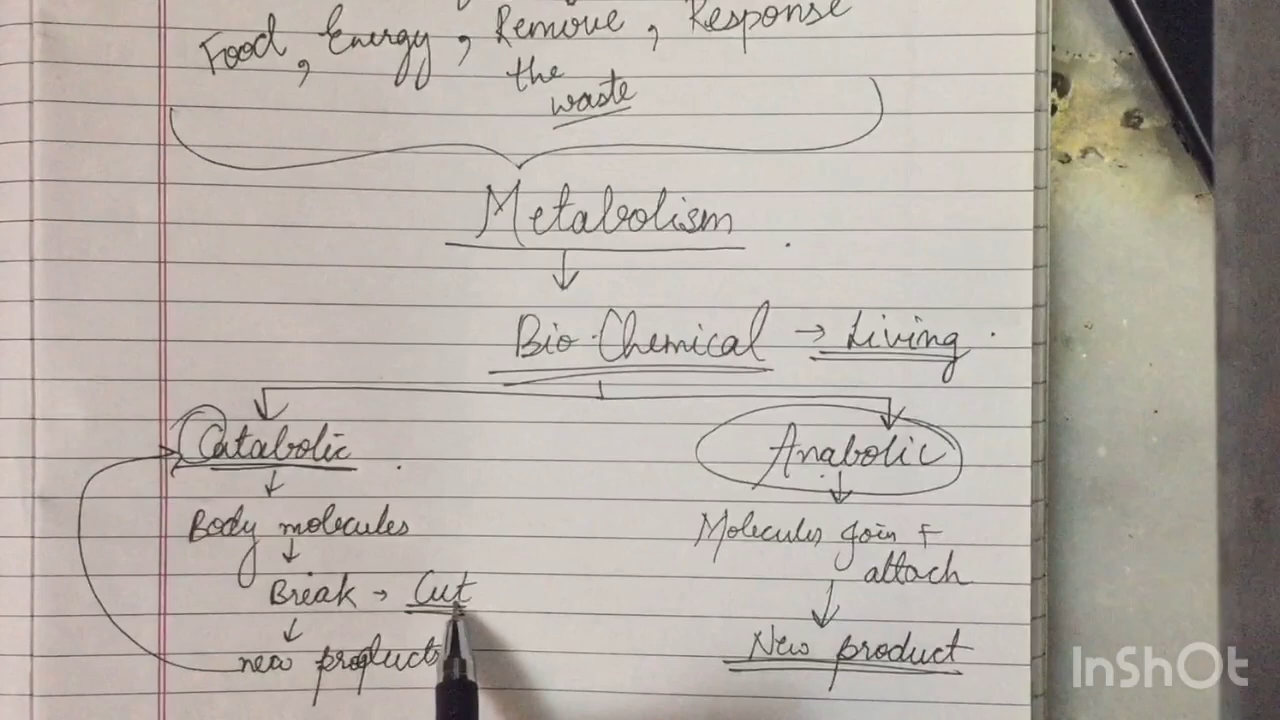 Food, Energy, Remove, Response
the
waste
Metabolism
Bio-Chemical → Living
Catabolic
Anabolic
Body molecules
Molecules join +
attach
Break → Cut
new product
New product
InShOt